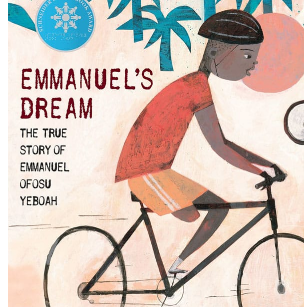 EMMANUEL'S
DREAM
THE TRUE
STORY OF
EMMANUEL
OFOSU
YEBOAH